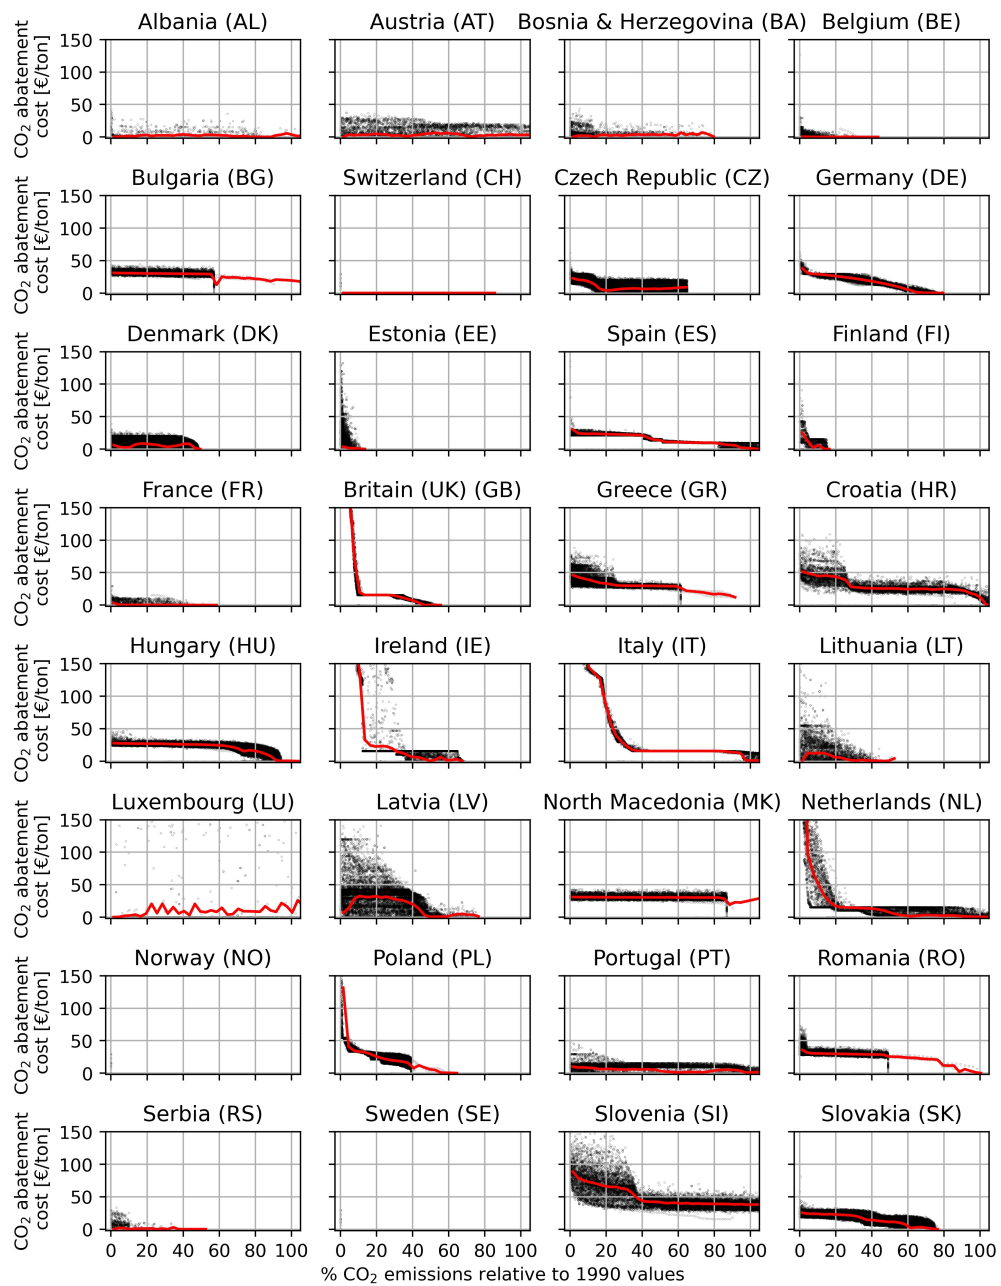 Albania (AL) Austria (AT) Bosnia & Herzegovina (BA) Belgium (BE)
CO₂ abatement
cost [€/ton]
150
100
50
0
Bulgaria (BG) Switzerland (CH) Czech Republic (CZ) Germany (DE)
CO₂ abatement
cost [€/ton]
150
100
50
0
Denmark (DK) Estonia (EE) Spain (ES) Finland (FI)
CO₂ abatement
cost [€/ton]
150
100
50
0
France (FR) Britain (UK) (GB) Greece (GR) Croatia (HR)
CO₂ abatement
cost [€/ton]
150
100
50
0
Hungary (HU) Ireland (IE) Italy (IT) Lithuania (LT)
CO₂ abatement
cost [€/ton]
150
100
50
0
Luxembourg (LU) Latvia (LV) North Macedonia (MK) Netherlands (NL)
CO₂ abatement
cost [€/ton]
150
100
50
0
Norway (NO) Poland (PL) Portugal (PT) Romania (RO)
CO₂ abatement
cost [€/ton]
150
100
50
0
Serbia (RS) Sweden (SE) Slovenia (SI) Slovakia (SK)
CO₂ abatement
cost [€/ton]
150
100
50
0
0 20 40 60 80 100 0 20 40 60 80 100 0 20 40 60 80 100 0 20 40 60 80 100
% CO₂ emissions relative to 1990 values